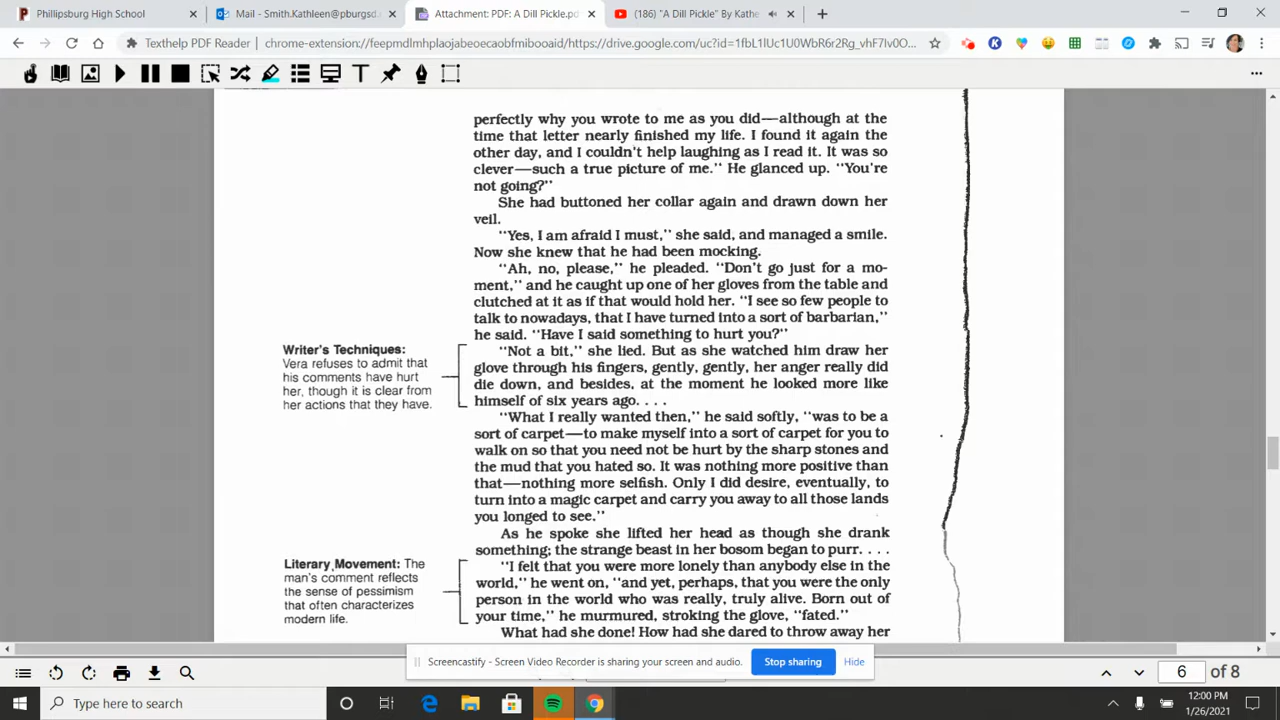 Phillipsburg High School
Mail - Smith.Kathleen@pburgsd.
Attachment: PDF: A Dill Pickle.pd
(186) "A Dill Pickle" By Kathe
Texthelp PDF Reader | chrome-extension://feepmdlmhplaojabeoecaobfmibooaid/https://drive.google.com/uc?id=1fbL1lUc1U0WbR6r2Rg_vhF7Iv0O...
perfectly why you wrote to me as you did—although at the
time that letter nearly finished my life. I found it again the
other day, and I couldn't help laughing as I read it. It was so
clever—such a true picture of me." He glanced up. "You're
not going?"
She had buttoned her collar again and drawn down her
veil.
"Yes, I am afraid I must," she said, and managed a smile.
Now she knew that he had been mocking.
"Ah, no, please," he pleaded. "Don't go just for a mo-
ment," and he caught up one of her gloves from the table and
clutched at it as if that would hold her. "I see so few people to
talk to nowadays, that I have turned into a sort of barbarian,"
he said. "Have I said something to hurt you?"
Writer's Techniques:
Vera refuses to admit that
his comments have hurt
her, though it is clear from
her actions that they have.
"Not a bit," she lied. But as she watched him draw her
glove through his fingers, gently, gently, her anger really did
die down, and besides, at the moment he looked more like
himself of six years ago. . . .
"What I really wanted then," he said softly, "was to be a
sort of carpet—to make myself into a sort of carpet for you to
walk on so that you need not be hurt by the sharp stones and
the mud that you hated so. It was nothing more positive than
that—nothing more selfish. Only I did desire, eventually, to
turn into a magic carpet and carry you away to all those lands
you longed to see."
As he spoke she lifted her head as though she drank
something; the strange beast in her bosom began to purr. . . .
Literary Movement: The
man's comment reflects
the sense of pessimism
that often characterizes
modern life.
"I felt that you were more lonely than anybody else in the
world," he went on, "and yet, perhaps, that you were the only
person in the world who was really, truly alive. Born out of
your time," he murmured, stroking the glove, "fated."
What had she done! How had she dared to throw away her
Screencastify - Screen Video Recorder is sharing your screen and audio.
Stop sharing
Hide
6 of 8
Type here to search
12:00 PM
1/26/2021